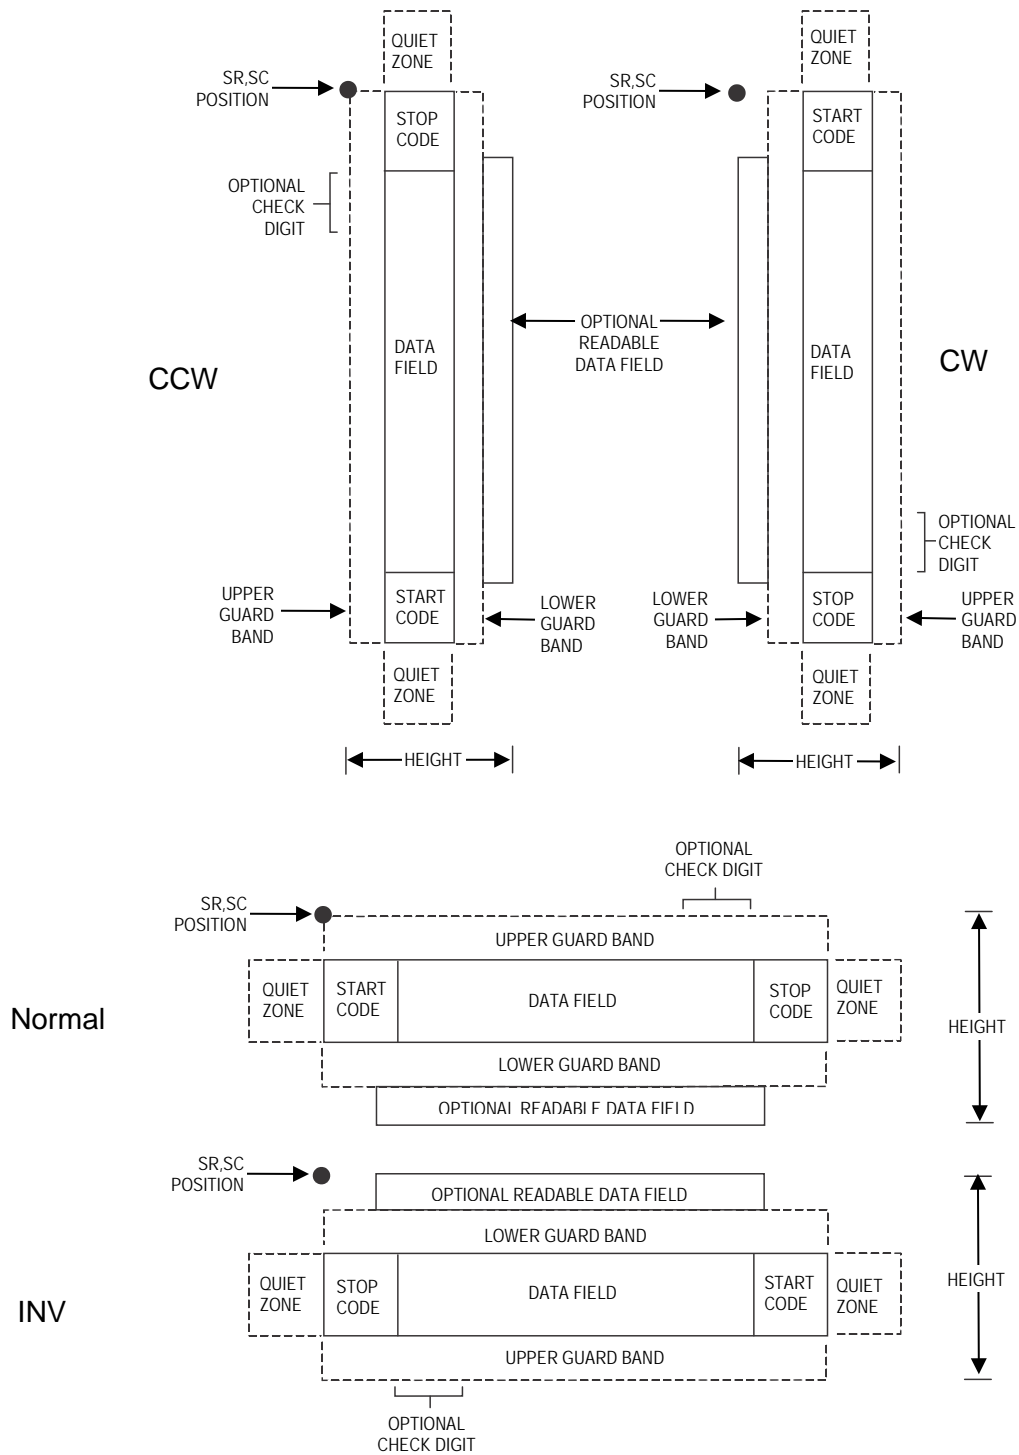 QUIET
ZONE
SR,SC
POSITION
STOP
CODE
OPTIONAL
CHECK
DIGIT
DATA
FIELD
CCW
UPPER
GUARD
BAND
START
CODE
LOWER
GUARD
BAND
QUIET
ZONE
HEIGHT
OPTIONAL
READABLE
DATA FIELD
QUIET
ZONE
SR,SC
POSITION
START
CODE
DATA
FIELD
CW
OPTIONAL
CHECK
DIGIT
LOWER
GUARD
BAND
STOP
CODE
UPPER
GUARD
BAND
QUIET
ZONE
HEIGHT
OPTIONAL
CHECK DIGIT
SR,SC
POSITION
UPPER GUARD BAND
Normal
QUIET
ZONE
START
CODE
DATA FIELD
STOP
CODE
QUIET
ZONE
HEIGHT
LOWER GUARD BAND
OPTIONAL READABLE DATA FIELD
SR,SC
POSITION
OPTIONAL READABLE DATA FIELD
LOWER GUARD BAND
INV
QUIET
ZONE
STOP
CODE
DATA FIELD
START
CODE
QUIET
ZONE
HEIGHT
UPPER GUARD BAND
OPTIONAL
CHECK DIGIT